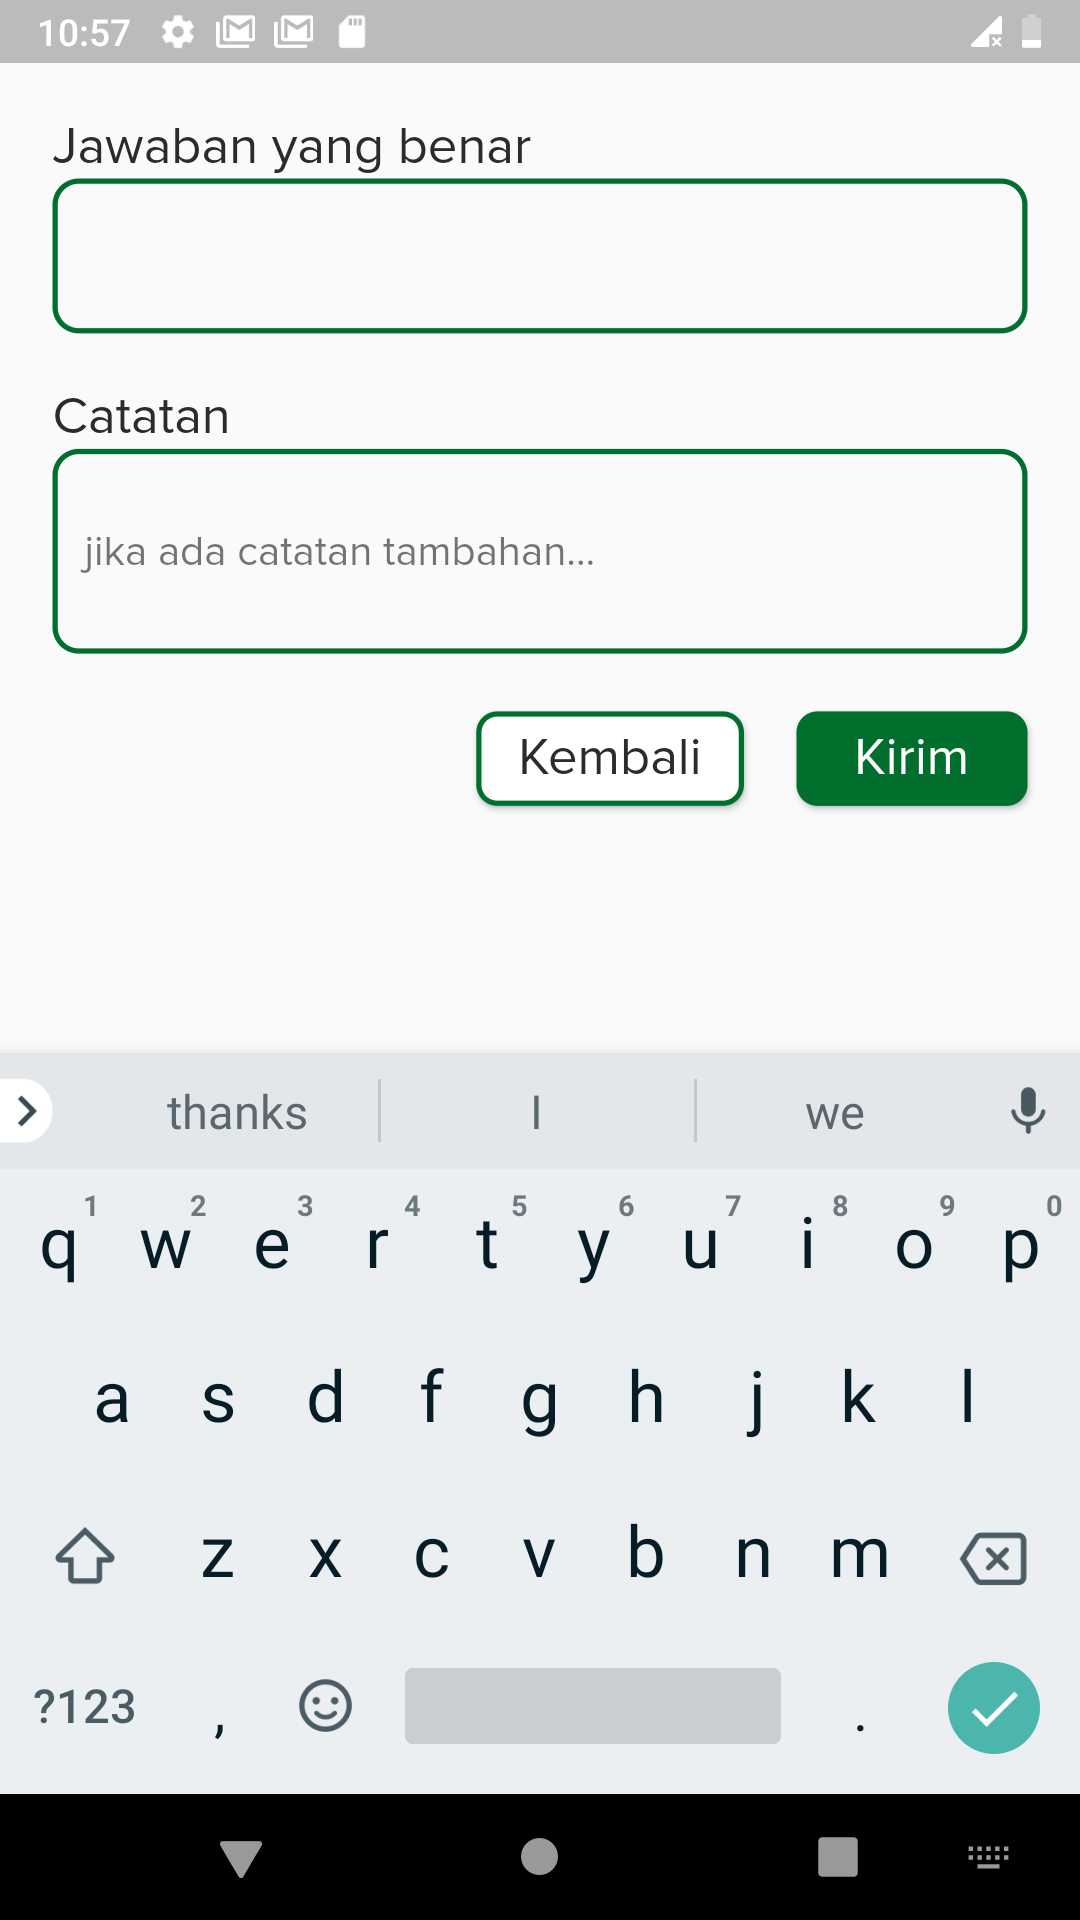 10:57
Jawaban yang benar
Catatan
jika ada catatan tambahan...
Kembali Kirim
thanks I we
1 2 3 4 5 6 7 8 9 0
q w e r t y u i o p
a s d f g h j k l
z x c v b n m
?123 , .